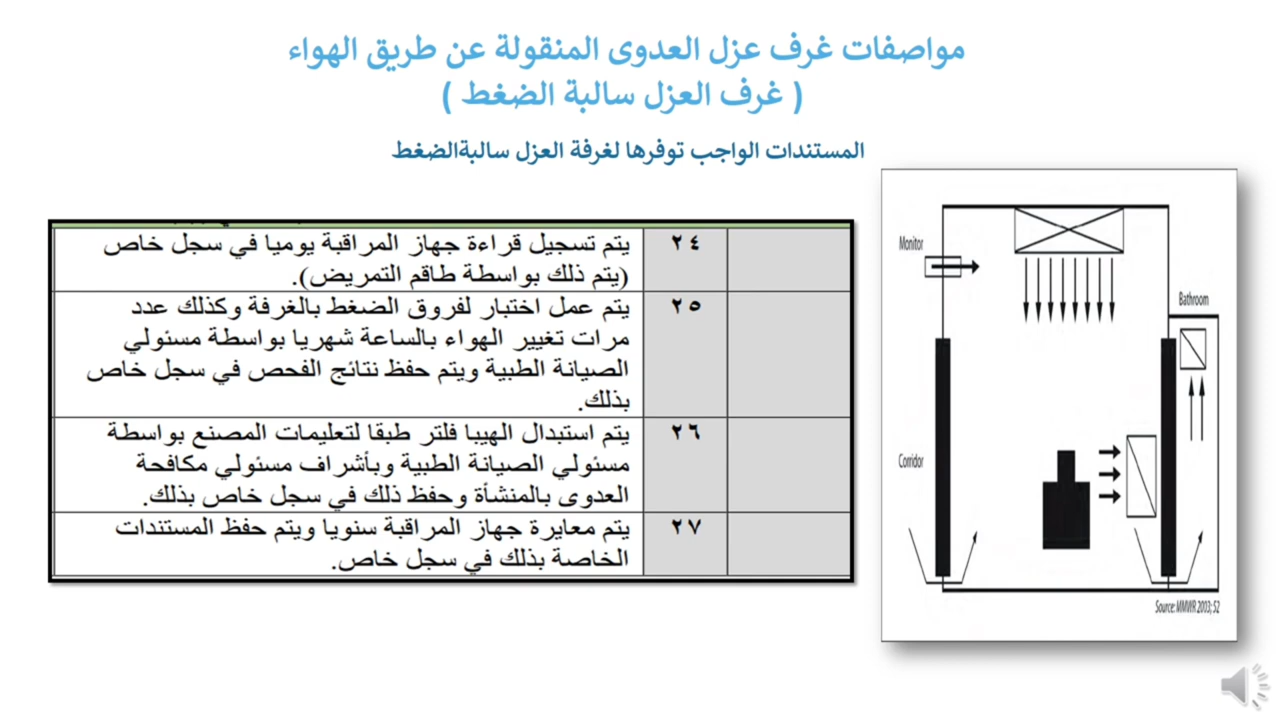 مواصفات غرف عزل العدوى المنقولة عن طريق الهواء
( غرف العزل سالبة الضغط )
المستندات الواجب توفرها لغرفة العزل سالبةالضغط
٢٤
يتم تسجيل قراءة جهاز المراقبة يوميا في سجل خاص
(يتم ذلك بواسطة طاقم التمريض).
٢٥
يتم عمل اختبار لفروق الضغط بالغرفة وكذلك عدد
مرات تغيير الهواء بالساعة شهريا بواسطة مسئولي
الصيانة الطبية ويتم حفظ نتائج الفحص في سجل خاص
بذلك.
٢٦
يتم استبدال الهيبا فلتر طبقا لتعليمات المصنع بواسطة
مسئولي الصيانة الطبية وبأشراف مسئولي مكافحة
العدوى بالمنشأة وحفظ ذلك في سجل خاص بذلك.
٢٧
يتم معايرة جهاز المراقبة سنويا ويتم حفظ المستندات
الخاصة بذلك في سجل خاص.
Monitor
Bathroom
Corridor
Source: MMWR 2003; 52